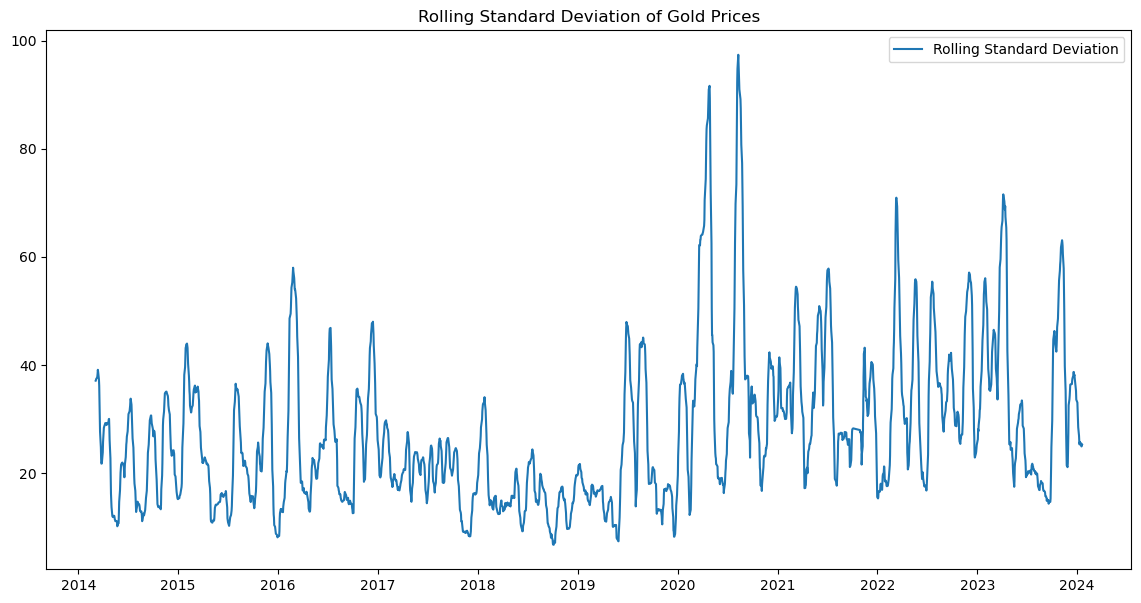 Rolling Standard Deviation of Gold Prices
Rolling Standard Deviation
100
80
60
40
20
2014 2015 2016 2017 2018 2019 2020 2021 2022 2023 2024